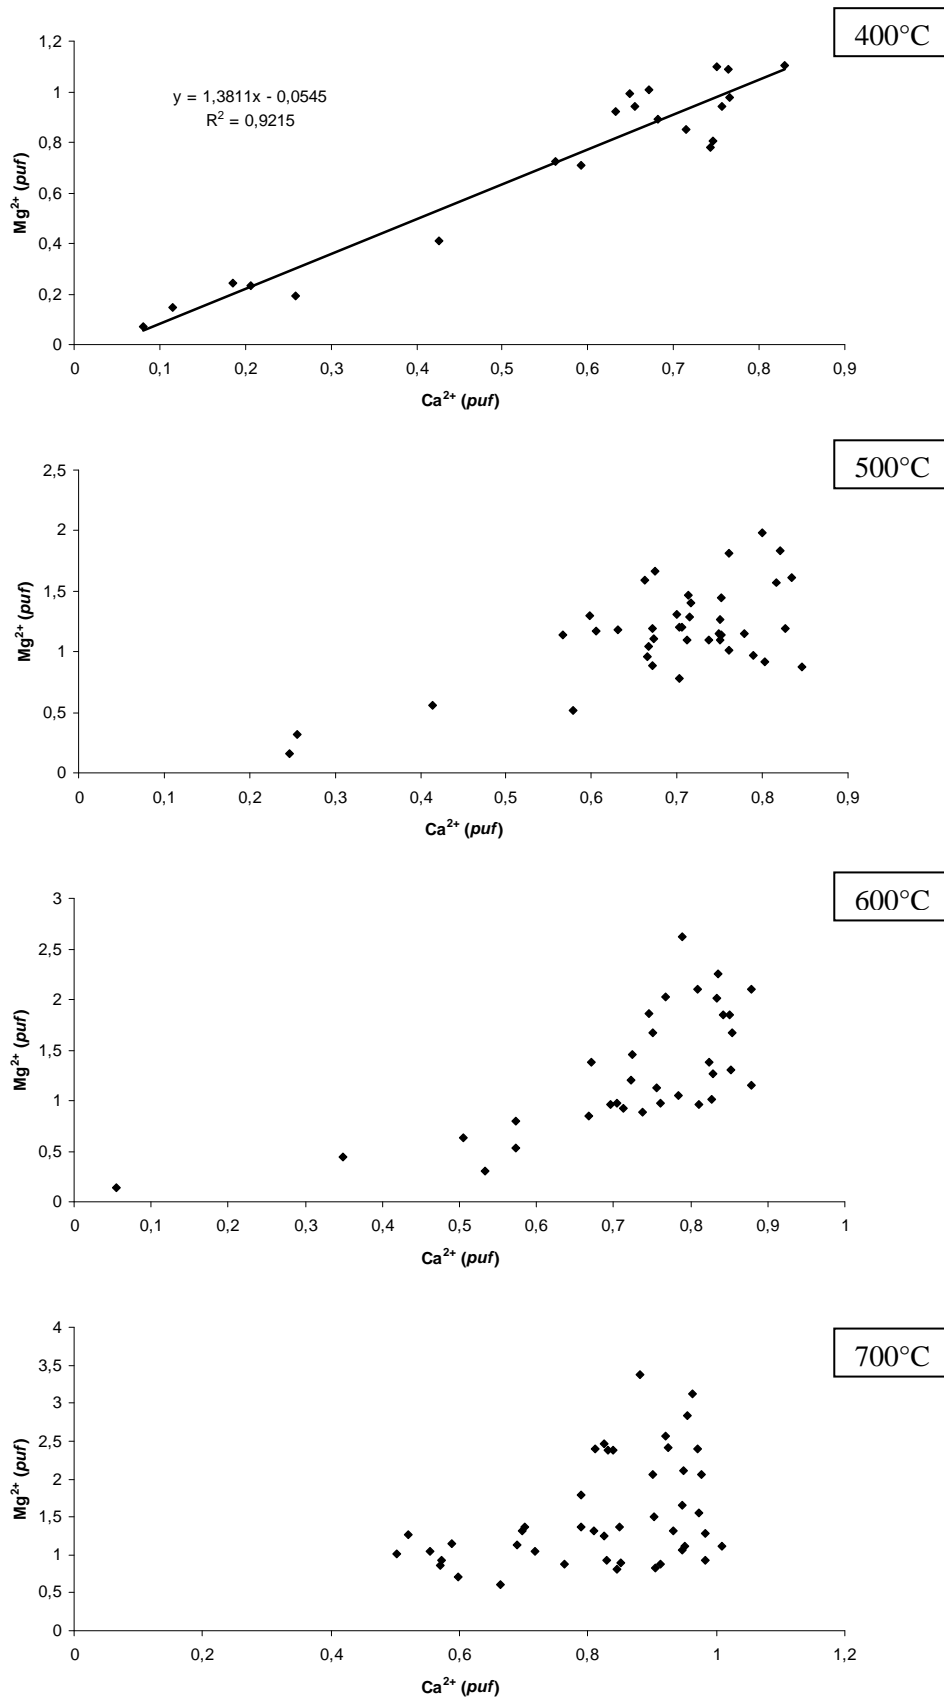 400°C
1,2
1
0,8
0,6
0,4
0,2
0
y = 1,3811x - 0,0545
R² = 0,9215
Mg²⁺ (puf)
0 0,1 0,2 0,3 0,4 0,5 0,6 0,7 0,8 0,9
Ca²⁺ (puf)
500°C
2,5
2
1,5
1
0,5
0
Mg²⁺ (puf)
0 0,1 0,2 0,3 0,4 0,5 0,6 0,7 0,8 0,9
Ca²⁺ (puf)
600°C
3
2,5
2
1,5
1
0,5
0
Mg²⁺ (puf)
0 0,1 0,2 0,3 0,4 0,5 0,6 0,7 0,8 0,9 1
Ca²⁺ (puf)
700°C
4
3,5
3
2,5
2
1,5
1
0,5
0
Mg²⁺ (puf)
0 0,2 0,4 0,6 0,8 1 1,2
Ca²⁺ (puf)